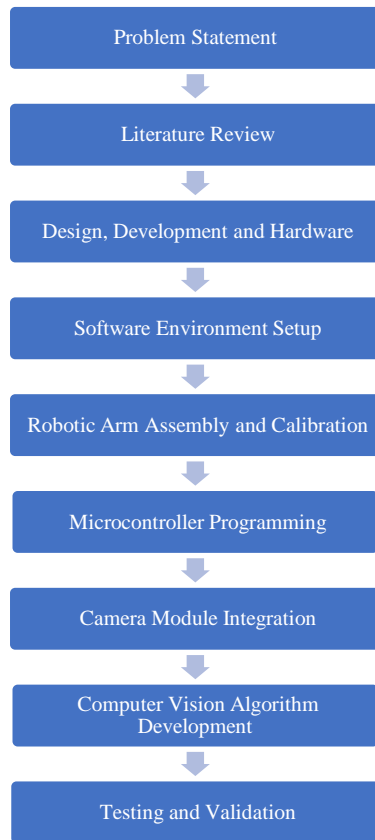 Problem Statement
Literature Review
Design, Development and Hardware
Software Environment Setup
Robotic Arm Assembly and Calibration
Microcontroller Programming
Camera Module Integration
Computer Vision Algorithm
Development
Testing and Validation